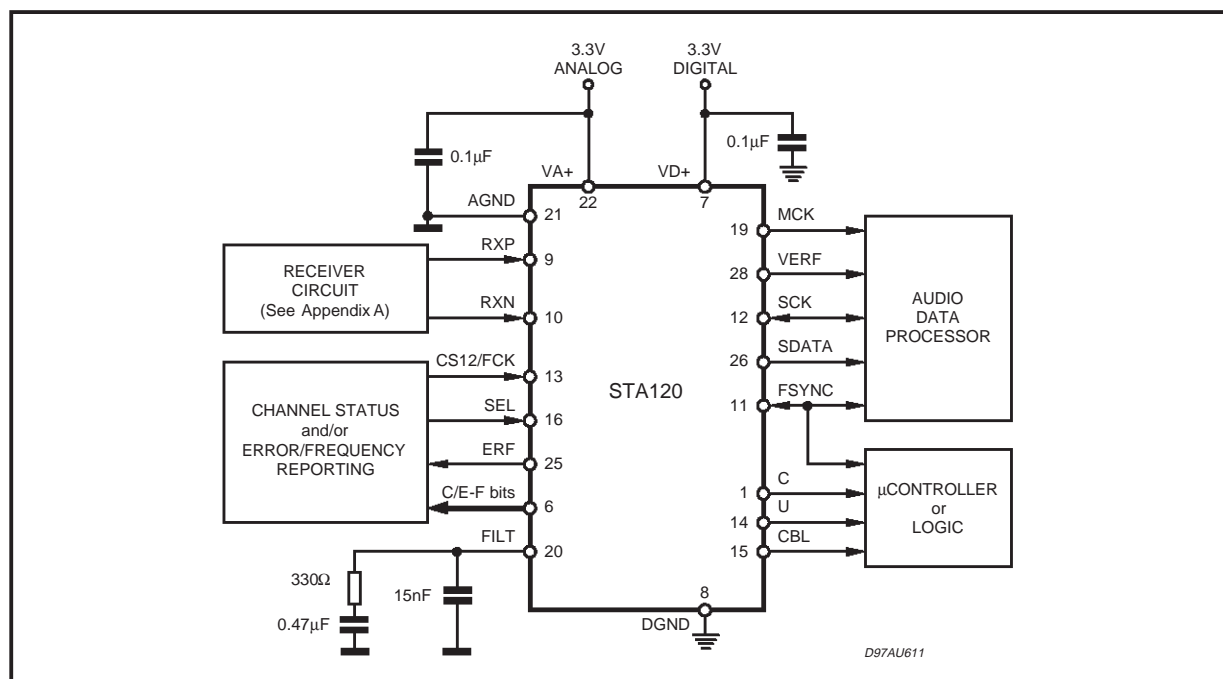 3.3V
ANALOG
3.3V
DIGITAL
0.1μF
0.1μF
VA+
VD+
22
7
AGND
21
RXP
9
RXN
10
RECEIVER
CIRCUIT
(See Appendix A)
CS12/FCK
13
SEL
16
ERF
25
C/E-F bits
6
CHANNEL STATUS
and/or
ERROR/FREQUENCY
REPORTING
FILT
20
330Ω
0.47μF
15nF
STA120
19
MCK
28
VERF
12
SCK
26
SDATA
11
FSYNC
AUDIO
DATA
PROCESSOR
1
C
14
U
15
CBL
μCONTROLLER
or
LOGIC
8
DGND
D97AU611